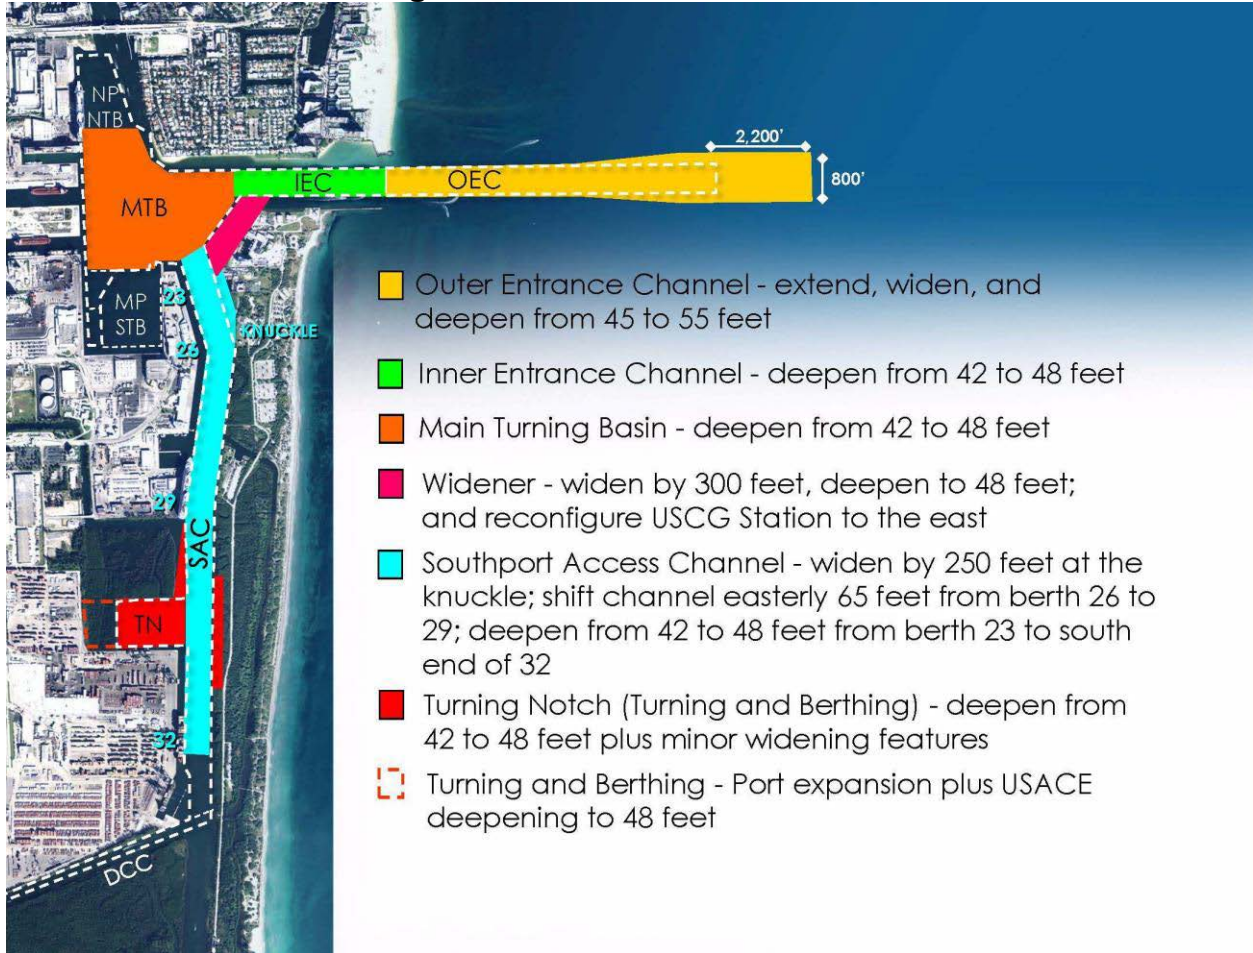 NP
NTB
MTB
IEC
OEC
2,200'
800'
MP
STB
23
26
KNUCKLE
29
SAC
TN
32
DCC
Outer Entrance Channel - extend, widen, and
deepen from 45 to 55 feet
Inner Entrance Channel - deepen from 42 to 48 feet
Main Turning Basin - deepen from 42 to 48 feet
Widener - widen by 300 feet, deepen to 48 feet;
and reconfigure USCG Station to the east
Southport Access Channel - widen by 250 feet at the
knuckle; shift channel easterly 65 feet from berth 26 to
29; deepen from 42 to 48 feet from berth 23 to south
end of 32
Turning Notch (Turning and Berthing) - deepen from
42 to 48 feet plus minor widening features
Turning and Berthing - Port expansion plus USACE
deepening to 48 feet